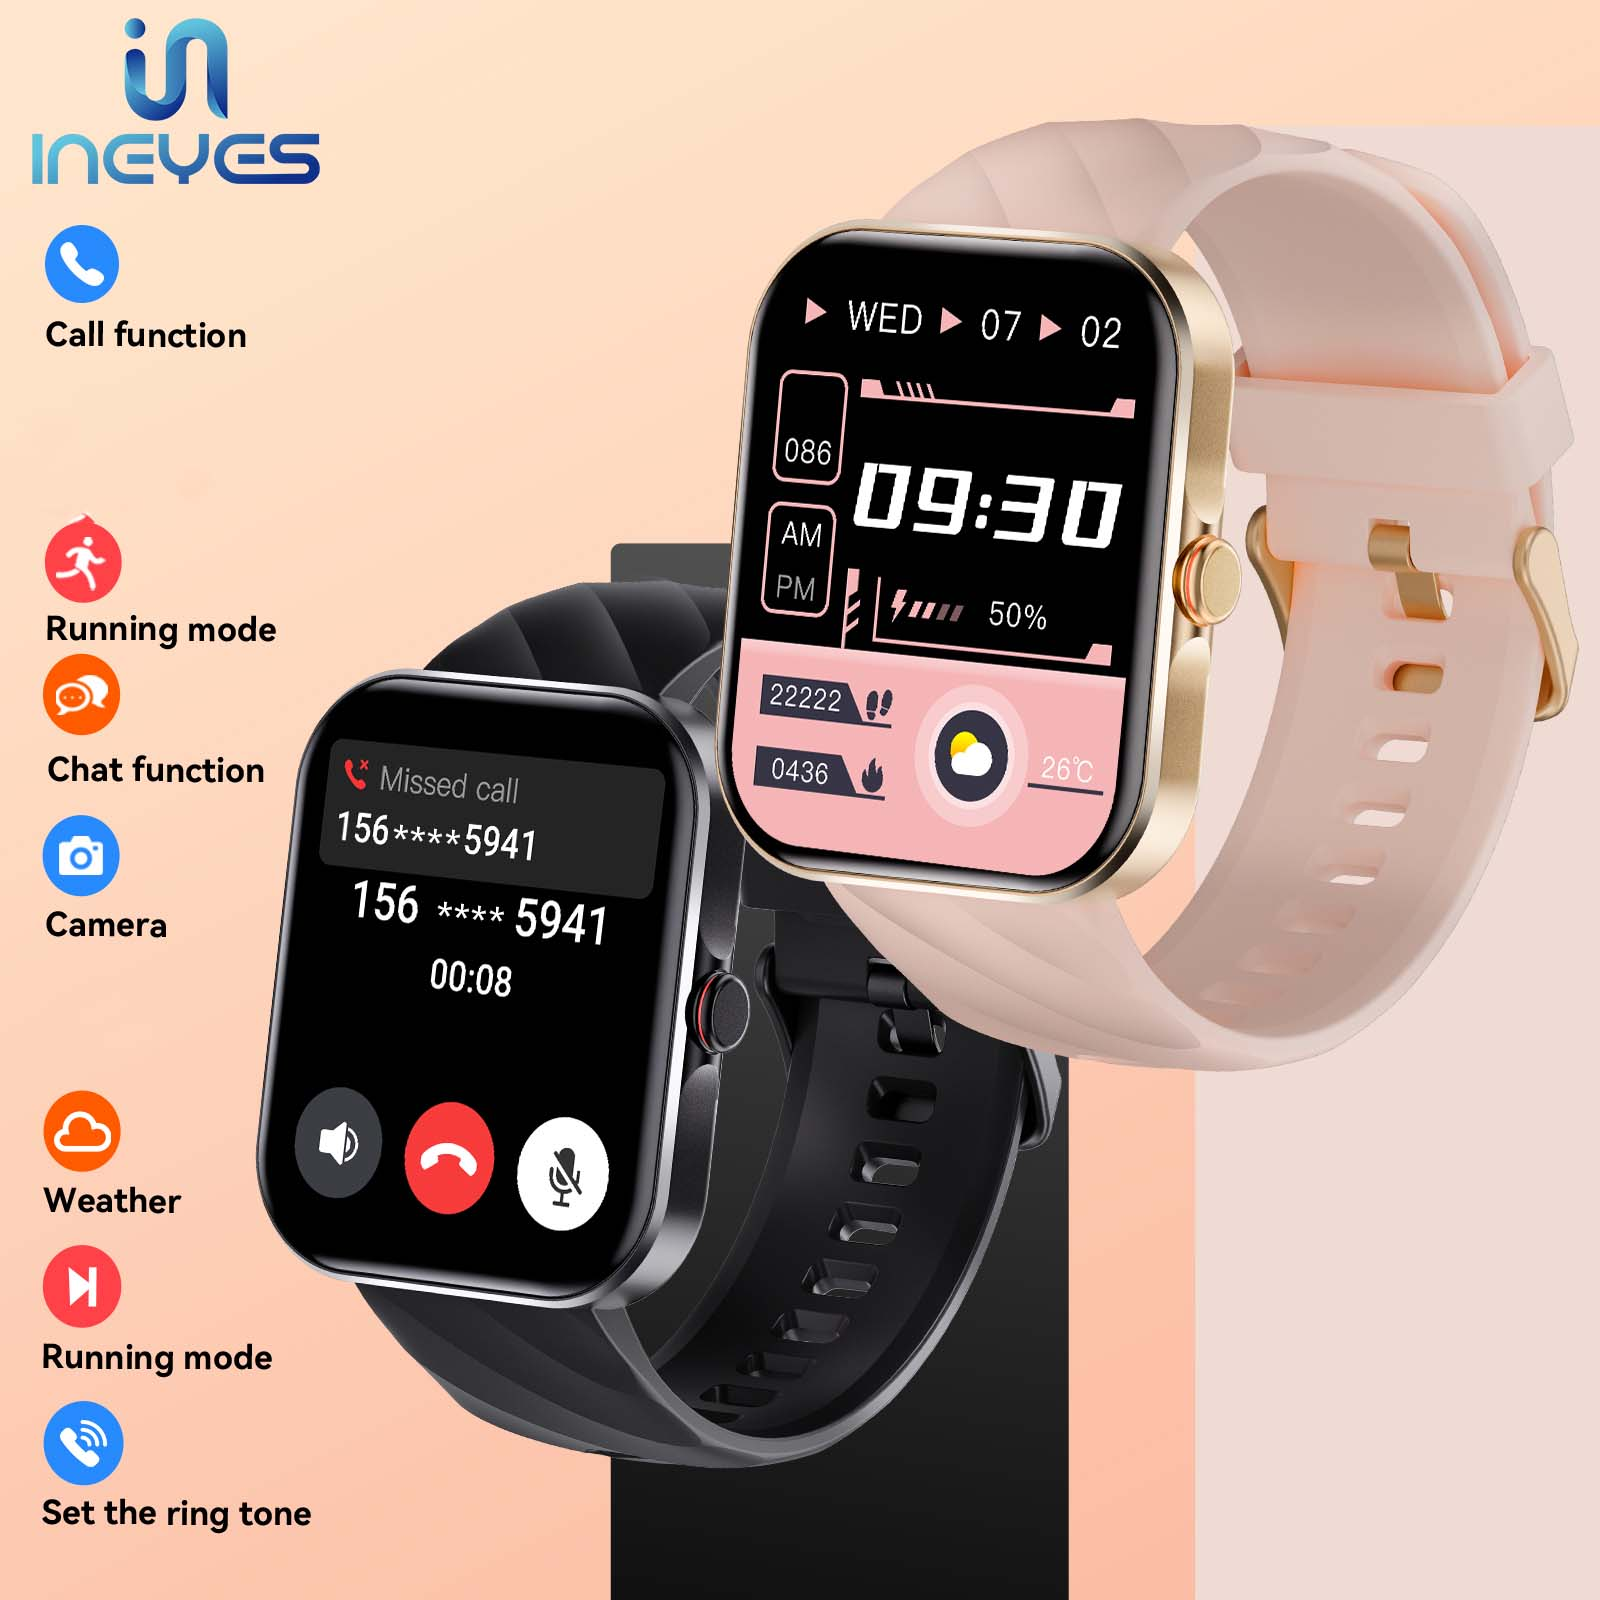 INEYES
Call function
Running mode
Chat function
Camera
Weather
Running mode
Set the ring tone
WED 07 02
086
09:30
AM
PM
50%
22222
0436
26℃
Missed call
156****5941
156 **** 5941
00:08